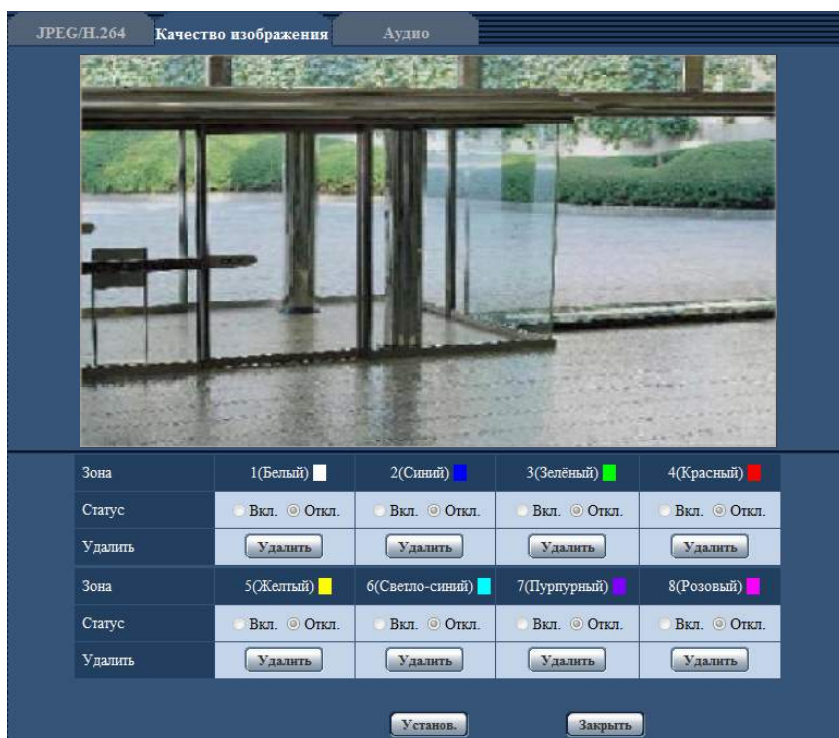 JPEG/H.264 Качество изображения Аудио
Зона 1(Белый) 2(Синий) 3(Зелёный) 4(Красный)
Статус Вкл. Откл. Вкл. Откл. Вкл. Откл. Вкл. Откл.
Удалить Удалить Удалить Удалить Удалить
Зона 5(Желтый) 6(Светло-синий) 7(Пурпурный) 8(Розовый)
Статус Вкл. Откл. Вкл. Откл. Вкл. Откл. Вкл. Откл.
Удалить Удалить Удалить Удалить Удалить
Установ. Закрыть